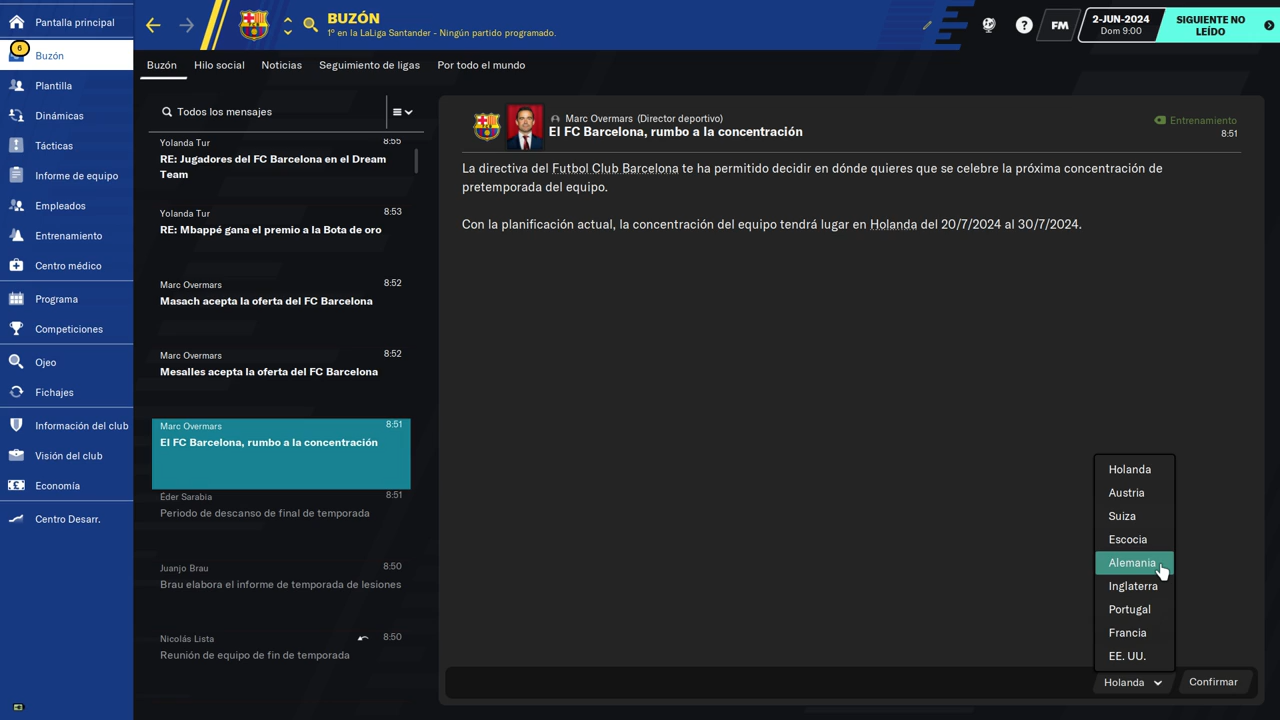 Pantalla principal
6
Buzón
Plantilla
Dinámicas
Tácticas
Informe de equipo
Empleados
Entrenamiento
Centro médico
Programa
Competiciones
Ojeo
Fichajes
Información del club
Visión del club
Economía
Centro Desarr.
BUZÓN
1º en la LaLiga Santander - Ningún partido programado.
?
FM
2-JUN-2024
Dom 9:00
SIGUIENTE NO
LEÍDO
Buzón
Hilo social
Noticias
Seguimiento de ligas
Por todo el mundo
Todos los mensajes
Yolanda Tur
8:55
RE: Jugadores del FC Barcelona en el Dream
Team
Yolanda Tur
8:53
RE: Mbappé gana el premio a la Bota de oro
Marc Overmars
8:52
Masach acepta la oferta del FC Barcelona
Marc Overmars
8:52
Mesalles acepta la oferta del FC Barcelona
Marc Overmars
8:51
El FC Barcelona, rumbo a la concentración
Éder Sarabia
8:51
Periodo de descanso de final de temporada
Juanjo Brau
8:50
Brau elabora el informe de temporada de lesiones
Nicolás Lista
8:50
Reunión de equipo de fin de temporada
Marc Overmars (Director deportivo)
El FC Barcelona, rumbo a la concentración
Entrenamiento
8:51
La directiva del Futbol Club Barcelona te ha permitido decidir en dónde quieres que se celebre la próxima concentración de
pretemporada del equipo.
Con la planificación actual, la concentración del equipo tendrá lugar en Holanda del 20/7/2024 al 30/7/2024.
Holanda
Austria
Suiza
Escocia
Alemania
Inglaterra
Portugal
Francia
EE. UU.
Holanda
Confirmar